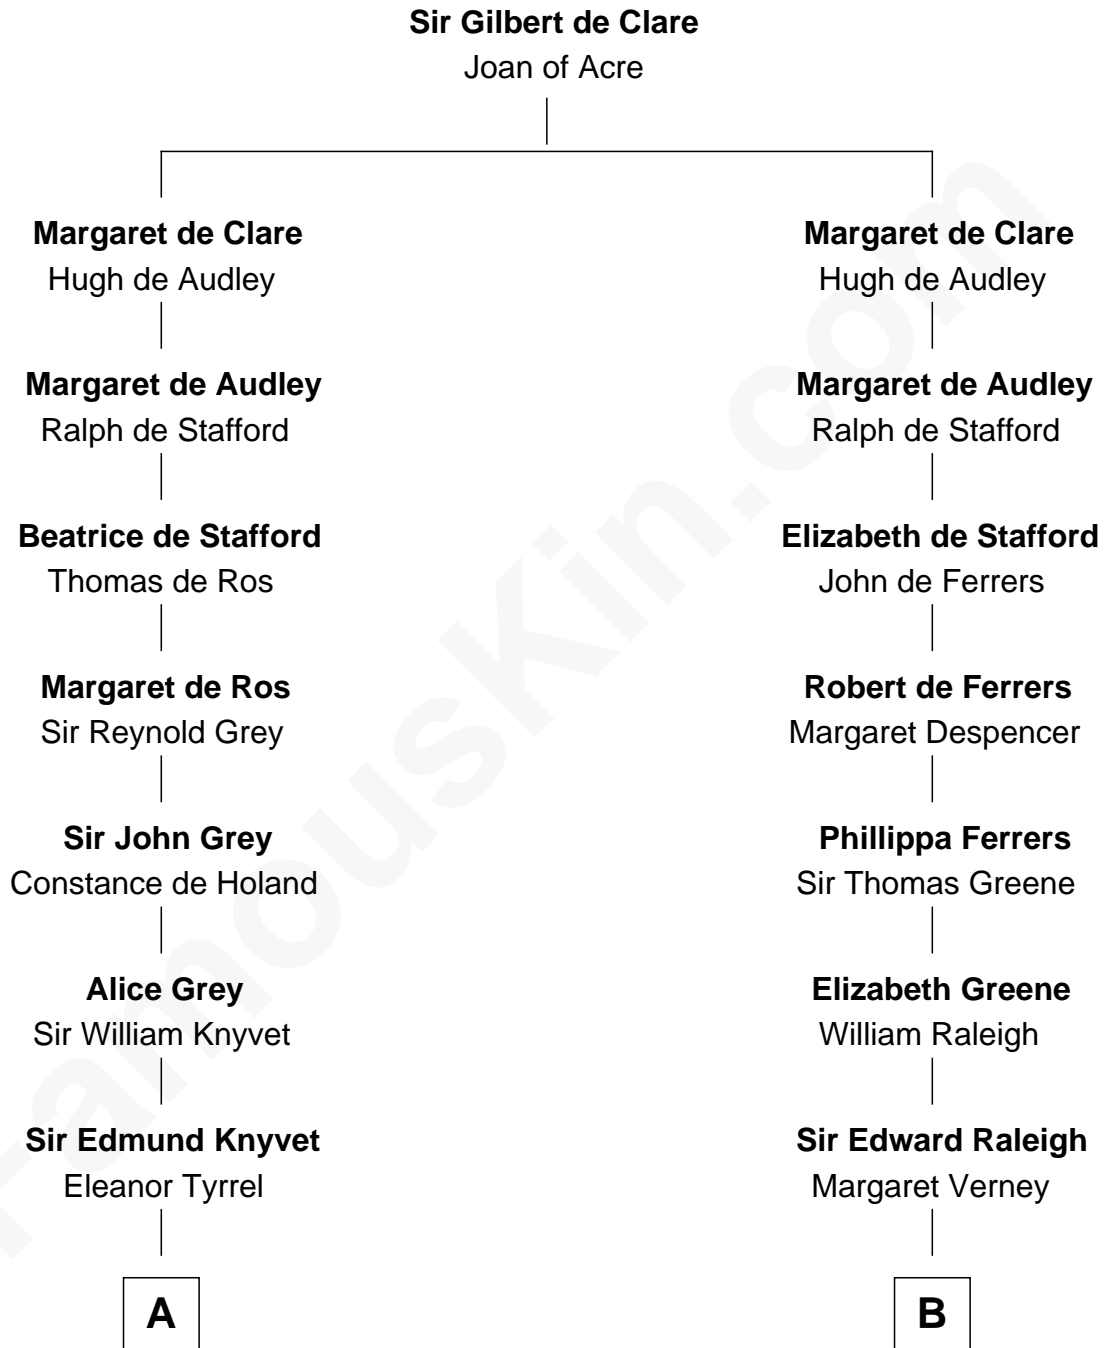 Sir Gilbert de Clare
Joan of Acre
Margaret de Clare
Hugh de Audley
Margaret de Audley
Ralph de Stafford
Beatrice de Stafford
Thomas de Ros
Margaret de Ros
Sir Reynold Grey
Sir John Grey
Constance de Holand
Alice Grey
Sir William Knyvet
Sir Edmund Knyvet
Eleanor Tyrrel
A
Margaret de Clare
Hugh de Audley
Margaret de Audley
Ralph de Stafford
Elizabeth de Stafford
John de Ferrers
Robert de Ferrers
Margaret Despencer
Phillippa Ferrers
Sir Thomas Greene
Elizabeth Greene
William Raleigh
Sir Edward Raleigh
Margaret Verney
B
FamousKin.com